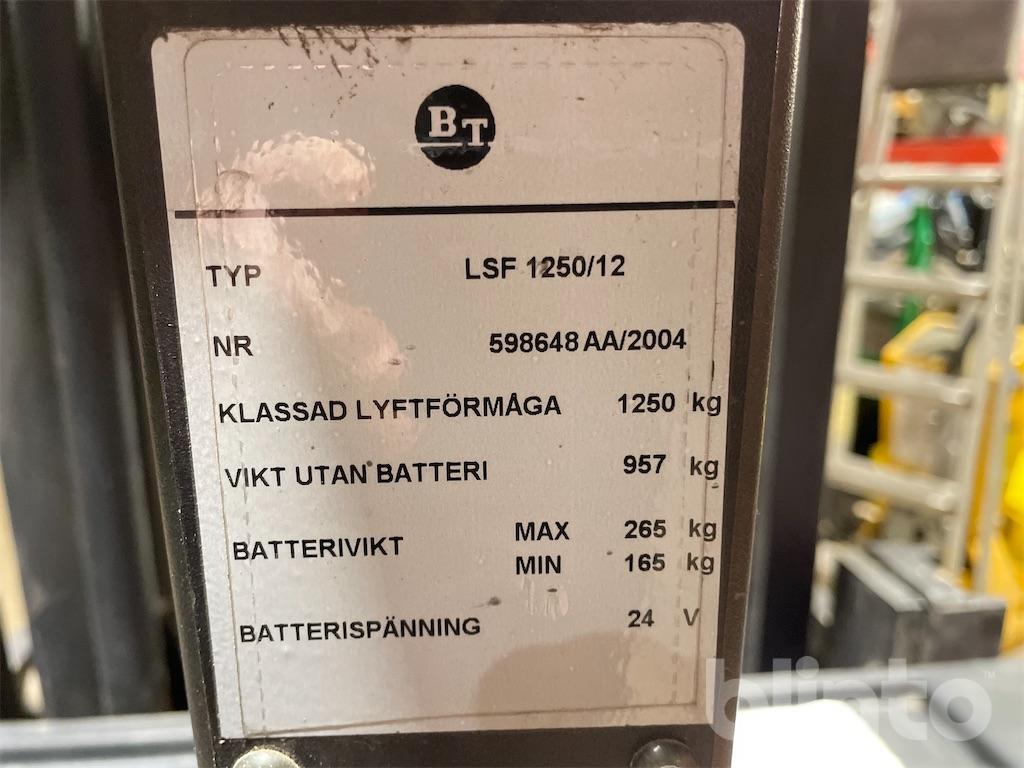 BT
TYP LSF 1250/12
NR 598648 AA/2004
KLASSAD LYFTFÖRMÅGA 1250 kg
VIKT UTAN BATTERI 957 kg
BATTERIVIKT MAX 265 kg
MIN 165 kg
BATTERISPÄNNING 24 V
blinto™